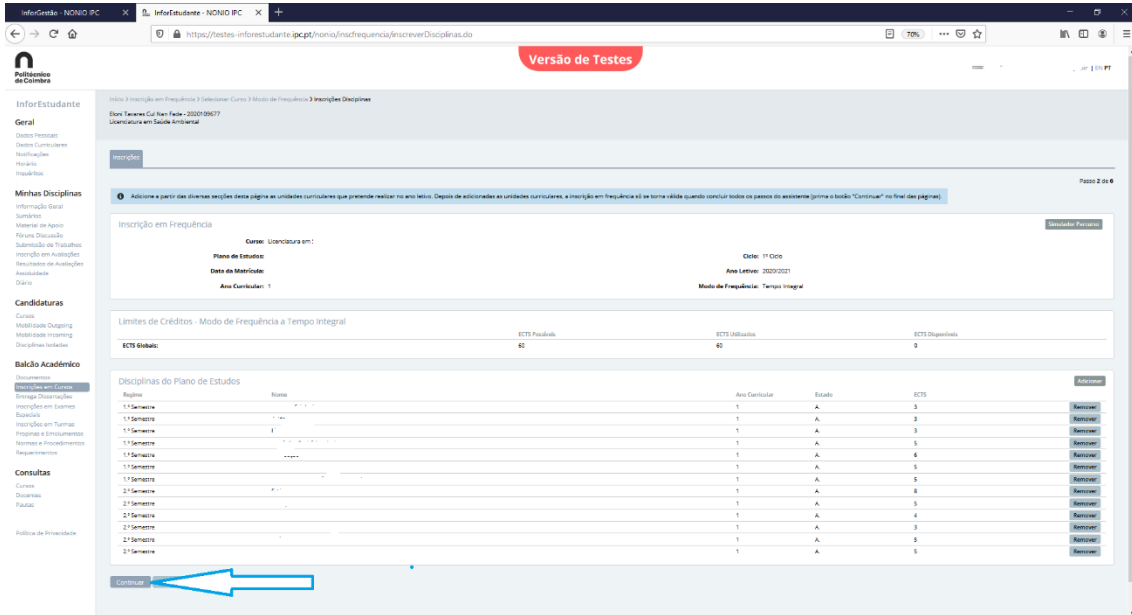 InforGestão - NONIO IPC
InforEstudante - NONIO IPC
https://testes-inforestudante.ipc.pt/nonio/inscfrequencia/inscreverDisciplinas.do
70%
Versão de Testes
Politécnico
de Coimbra
EN PT
InforEstudante
Geral
Dados Pessoais
Dados Curriculares
Notificações
Horário
Inquéritos
Minhas Disciplinas
Informação Geral
Sumários
Material de Apoio
Fóruns Discussão
Submissão de Trabalhos
Inscrição em Avaliações
Resultados de Avaliações
Assiduidade
Diário
Candidaturas
Cursos
Mobilidade Outgoing
Mobilidade Incoming
Disciplinas Isoladas
Balcão Académico
Documentos
Inscrições em Cursos
Entrega Dissertações
Inscrições em Exames
Especiais
Inscrições em Turmas
Propinas e Emolumentos
Normas e Procedimentos
Requerimentos
Consultas
Cursos
Docentes
Pautas
Política de Privacidade
Início > Inscrição em Frequência > Selecionar Curso > Modo de Frequência > Inscrições Disciplinas
Eloni Tavares Cul Nan Fade - 2020109677
Licenciatura em Saúde Ambiental
Inscrições
Passo 2 de 6
Adicione a partir das diversas secções desta página as unidades curriculares que pretende realizar no ano letivo. Depois de adicionadas as unidades curriculares, a inscrição em frequência só se torna válida quando concluir todos os passos do assistente (prima o botão "Continuar" no final das páginas).
Inscrição em Frequência
Simulador Percurso
Curso: Licenciatura em
Plano de Estudos: Ciclo: 1º Ciclo
Data da Matrícula: Ano Letivo: 2020/2021
Ano Curricular: 1 Modo de Frequência: Tempo Integral
Limites de Créditos - Modo de Frequência a Tempo Integral
ECTS Possíveis ECTS Utilizados ECTS Disponíveis
ECTS Globais: 60 60 0
Disciplinas do Plano de Estudos
Adicionar
Regime Nome Ano Curricular Estado ECTS
1.º Semestre 1 A 3 Remover
1.º Semestre 1 A 3 Remover
1.º Semestre 1 A 3 Remover
1.º Semestre 1 A 5 Remover
1.º Semestre 1 A 6 Remover
1.º Semestre 1 A 5 Remover
1.º Semestre 1 A 5 Remover
2.º Semestre 1 A Remover
2.º Semestre 1 A 5 Remover
2.º Semestre 1 A 4 Remover
2.º Semestre 1 A 3 Remover
2.º Semestre 1 A 5 Remover
2.º Semestre 1 A 5 Remover
Continuar